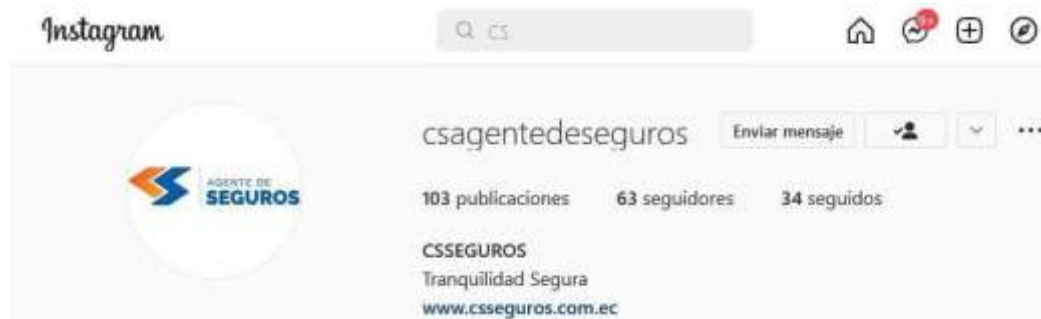 Instagram
cs
csagentedeseguros
Enviar mensaje
AGENTE DE
SEGUROS
103 publicaciones 63 seguidores 34 seguidos
CSSEGUROS
Tranquilidad Segura
www.csseguros.com.ec